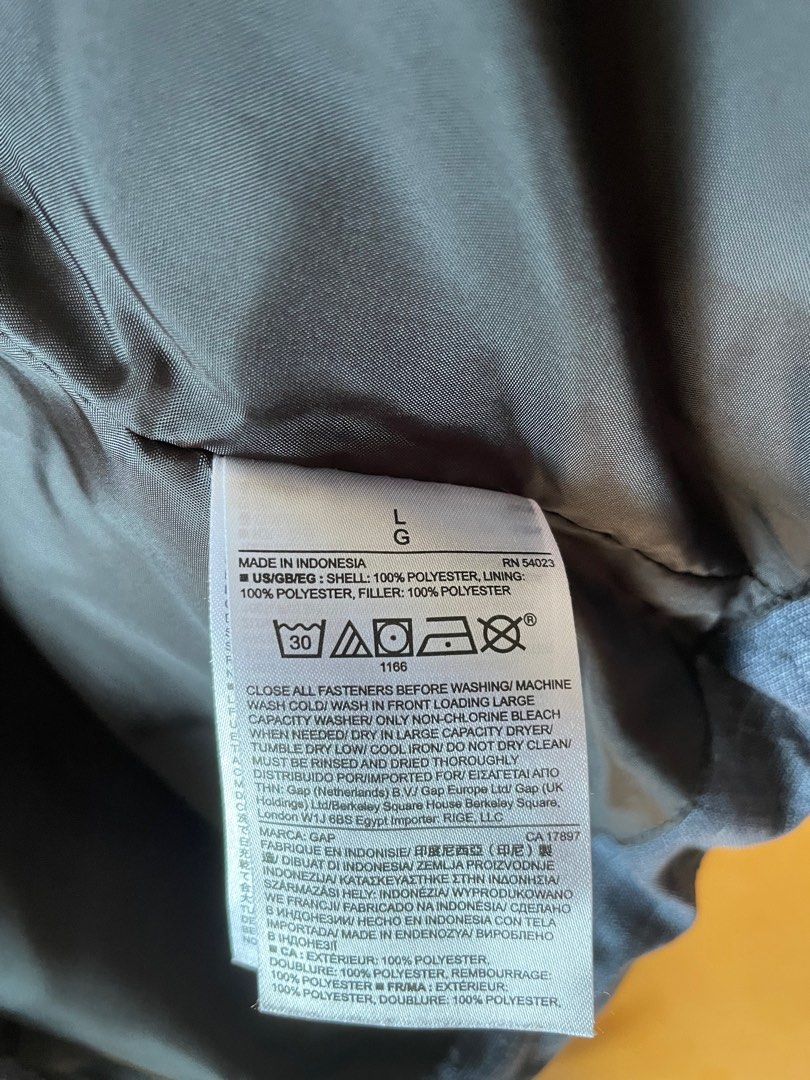 L
G
MADE IN INDONESIA RN 54023
■ US/GB/EG : SHELL: 100% POLYESTER, LINING:
100% POLYESTER, FILLER: 100% POLYESTER
30 ®
1166
CLOSE ALL FASTENERS BEFORE WASHING/ MACHINE
WASH COLD/ WASH IN FRONT LOADING LARGE
CAPACITY WASHER/ ONLY NON-CHLORINE BLEACH
WHEN NEEDED/ DRY IN LARGE CAPACITY DRYER/
TUMBLE DRY LOW/ COOL IRON/ DO NOT DRY CLEAN/
MUST BE RINSED AND DRIED THOROUGHLY
DISTRIBUIDO POR/IMPORTED FOR/ ΕΙΣΑΓΕΤΑΙ ΑΠΟ
ΤΗΝ: Gap (Netherlands) B.V./ Gap Europe Ltd/ Gap (UK
Holdings) Ltd/Berkeley Square House Berkeley Square,
London W1J 6BS Egypt Importer: RIGE, LLC
MARCA: GAP CA 17897
FABRIQUE EN INDONISIE/ 印度尼西亞 (印尼) 製
造/ DIBUAT DI INDONESIA/ ZEMLJA PROIZVODNJE
INDONEZIJA/ ΚΑΤΑΣΚΕΥΑΣΤΗΚΕ ΣΤΗΝ ΙΝΔΟΝΗΣΙΑ/
SZÁRMAZÁSI HELY: INDONÉZIA/ WYPRODUKOWANO
WE FRANCJI/ FABRICADO NA INDONÉSIA/ СДЕЛАНО
В ИНДОНЕЗИИ/ HECHO EN INDONESIA CON TELA
IMPORTADA/ MADE IN ENDONEZYA/ ВИРОБЛЕНО
В ІНДОНЕЗІЇ
■ CA : EXTÉRIEUR: 100% POLYESTER,
DOUBLURE: 100% POLYESTER, REMBOURRAGE:
100% POLYESTER ■ FR/MA : EXTÉRIEUR:
100% POLYESTER, DOUBLURE: 100% POLYESTER,